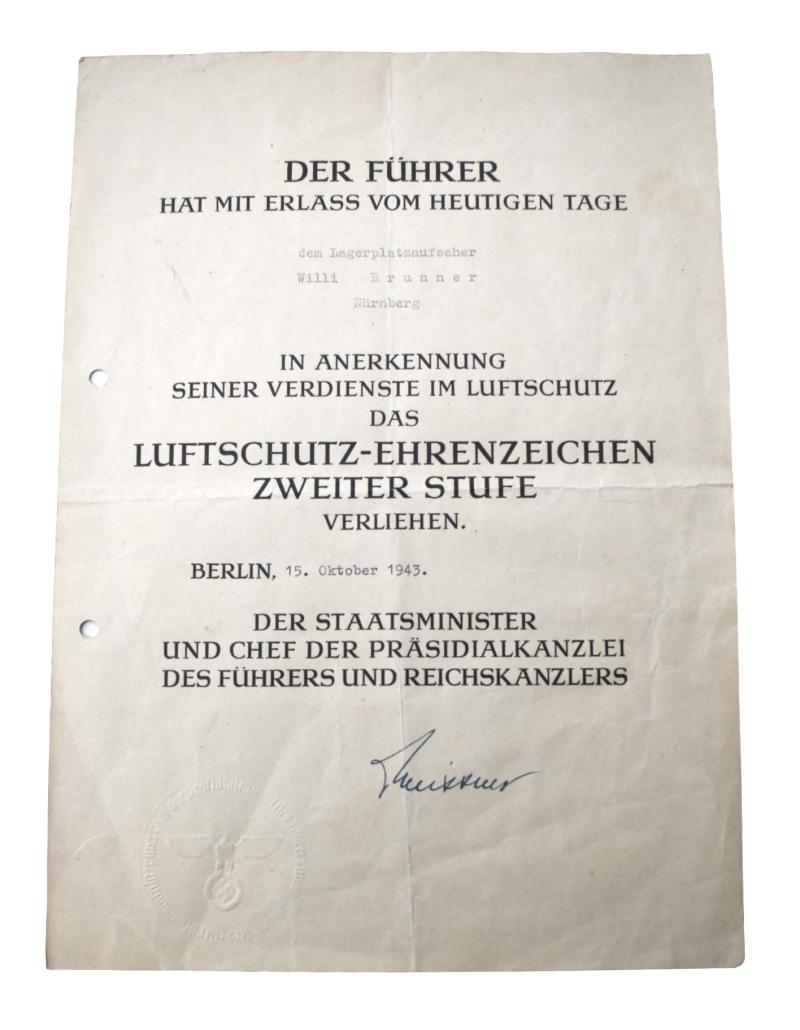 DER FÜHRER
HAT MIT ERLASS VOM HEUTIGEN TAGE
dem Lagerplatzaufseher
Willi Brunner
Nürnberg
IN ANERKENNUNG
SEINER VERDIENSTE IM LUFTSCHUTZ
DAS
LUFTSCHUTZ-EHRENZEICHEN
ZWEITER STUFE
VERLIEHEN.
BERLIN, 15. Oktober 1943.
DER STAATSMINISTER
UND CHEF DER PRÄSIDIALKANZLEI
DES FÜHRERS UND REICHSKANZLERS
Meissner